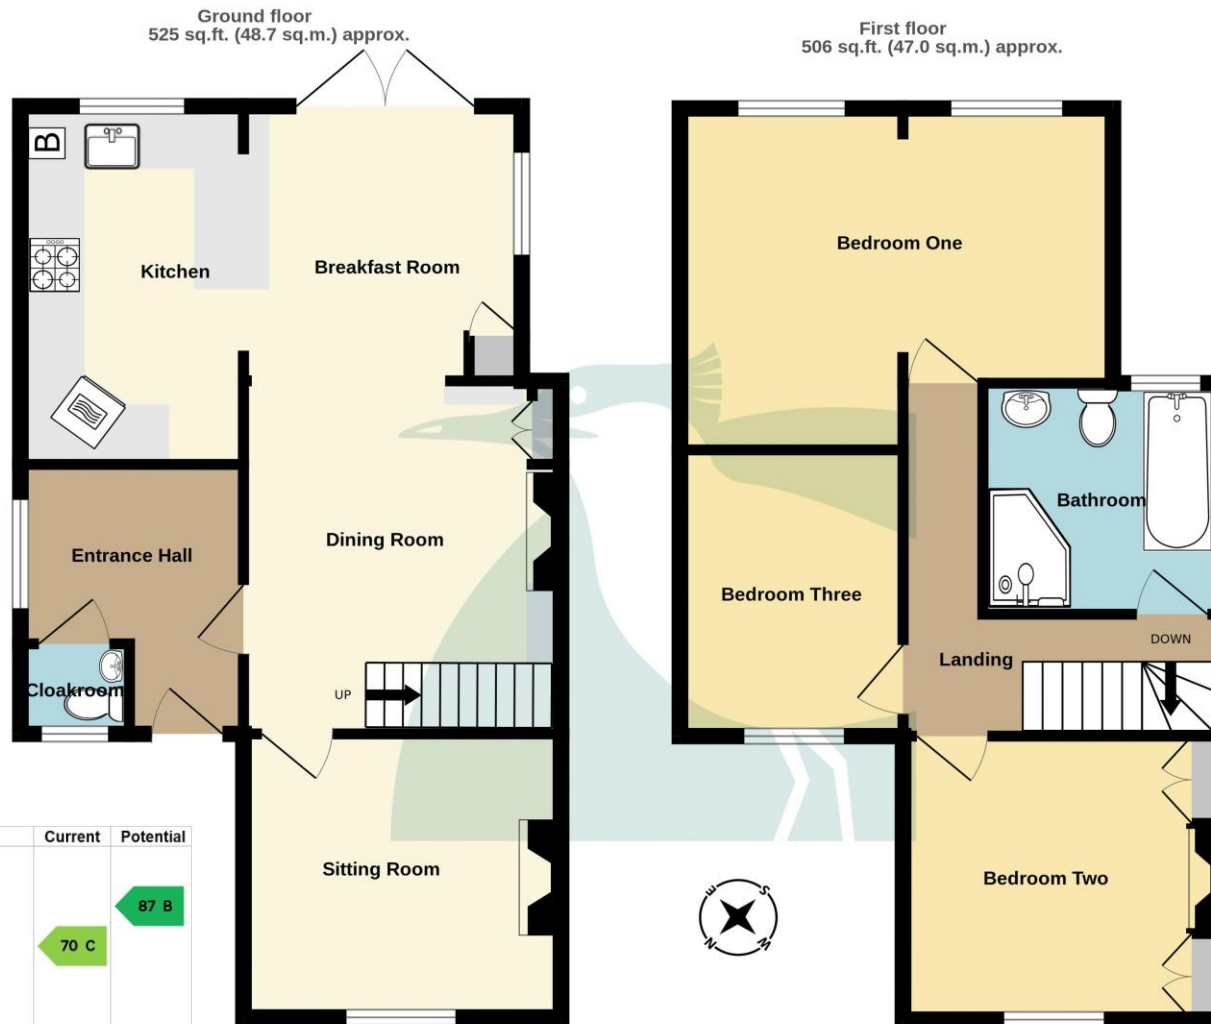 Ground floor
525 sq.ft. (48.7 sq.m.) approx.
First floor
506 sq.ft. (47.0 sq.m.) approx.
B
Kitchen
Breakfast Room
Bedroom One
Entrance Hall
Dining Room
Bathroom
Bedroom Three
Cloakroom
UP
DOWN
Landing
Sitting Room
Bedroom Two
Current
Potential
87 B
70 C
E
S
N
W